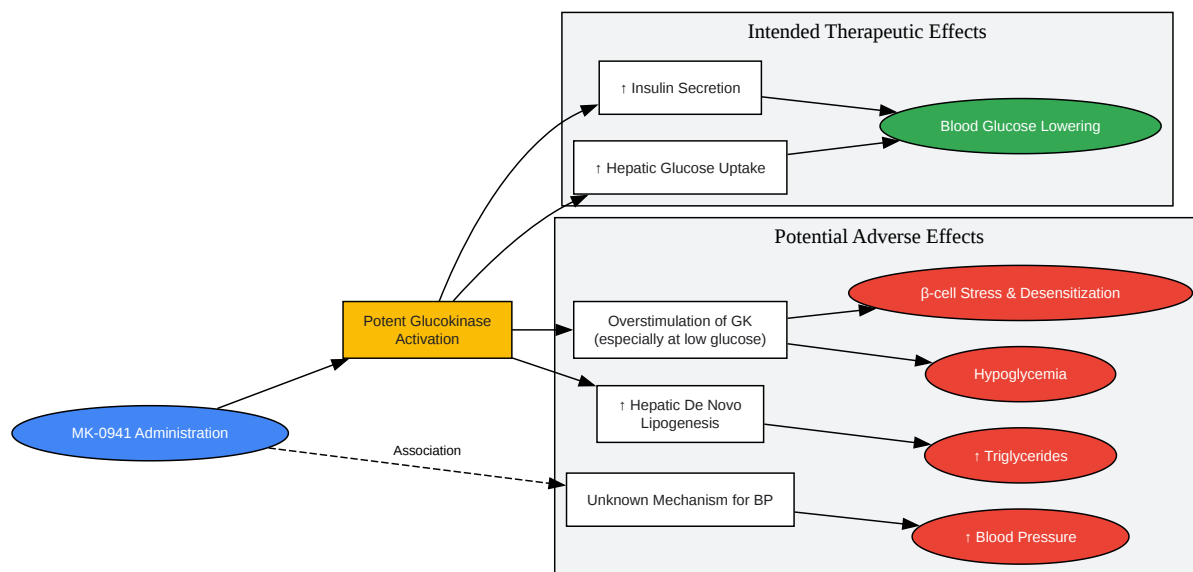 Intended Therapeutic Effects
↑ Insulin Secretion
Blood Glucose Lowering
↑ Hepatic Glucose Uptake
Potential Adverse Effects
β-cell Stress & Desensitization
Potent Glucokinase
Activation
Overstimulation of GK
(especially at low glucose)
Hypoglycemia
↑ Hepatic De Novo
Lipogenesis
MK-0941 Administration
Association
↑ Triglycerides
Unknown Mechanism for BP
↑ Blood Pressure